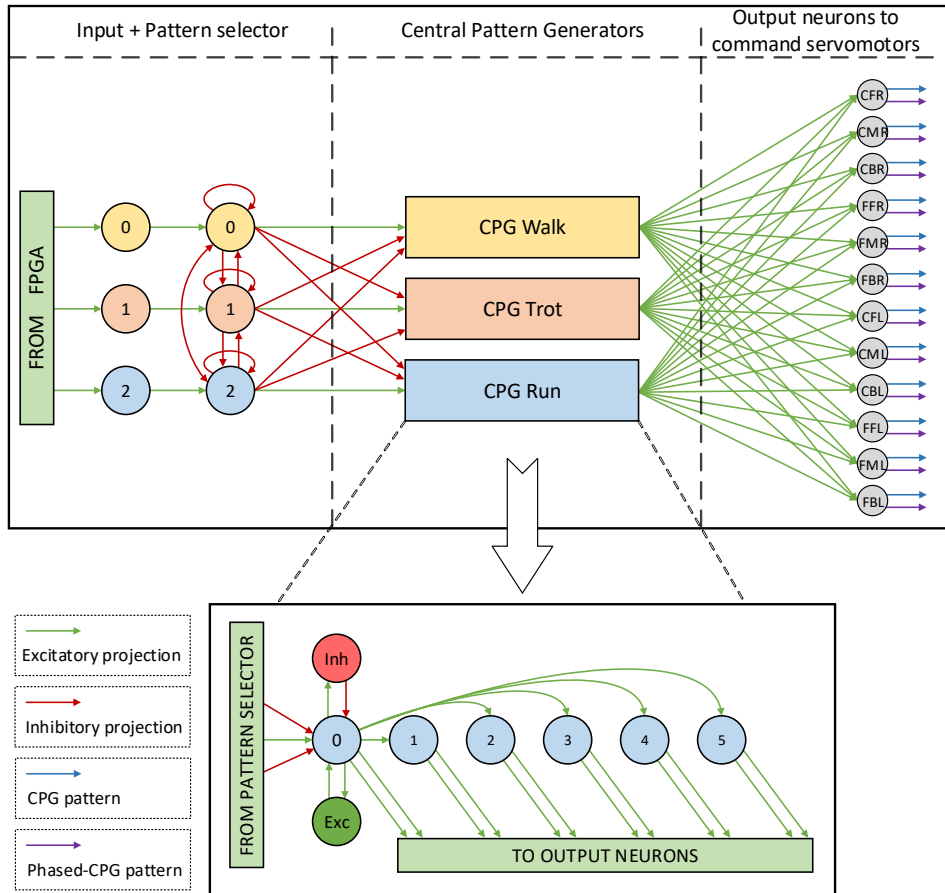 Input + Pattern selector
Central Pattern Generators
Output neurons to
command servomotors
FROM FPGA
0
1
2
0
1
2
CPG Walk
CPG Trot
CPG Run
CFR
CMR
CBR
FFR
FMR
FBR
CFL
CML
CBL
FFL
FML
FBL
Excitatory projection
Inhibitory projection
CPG pattern
Phased-CPG pattern
FROM PATTERN SELECTOR
Inh
0
1
2
3
4
5
Exc
TO OUTPUT NEURONS